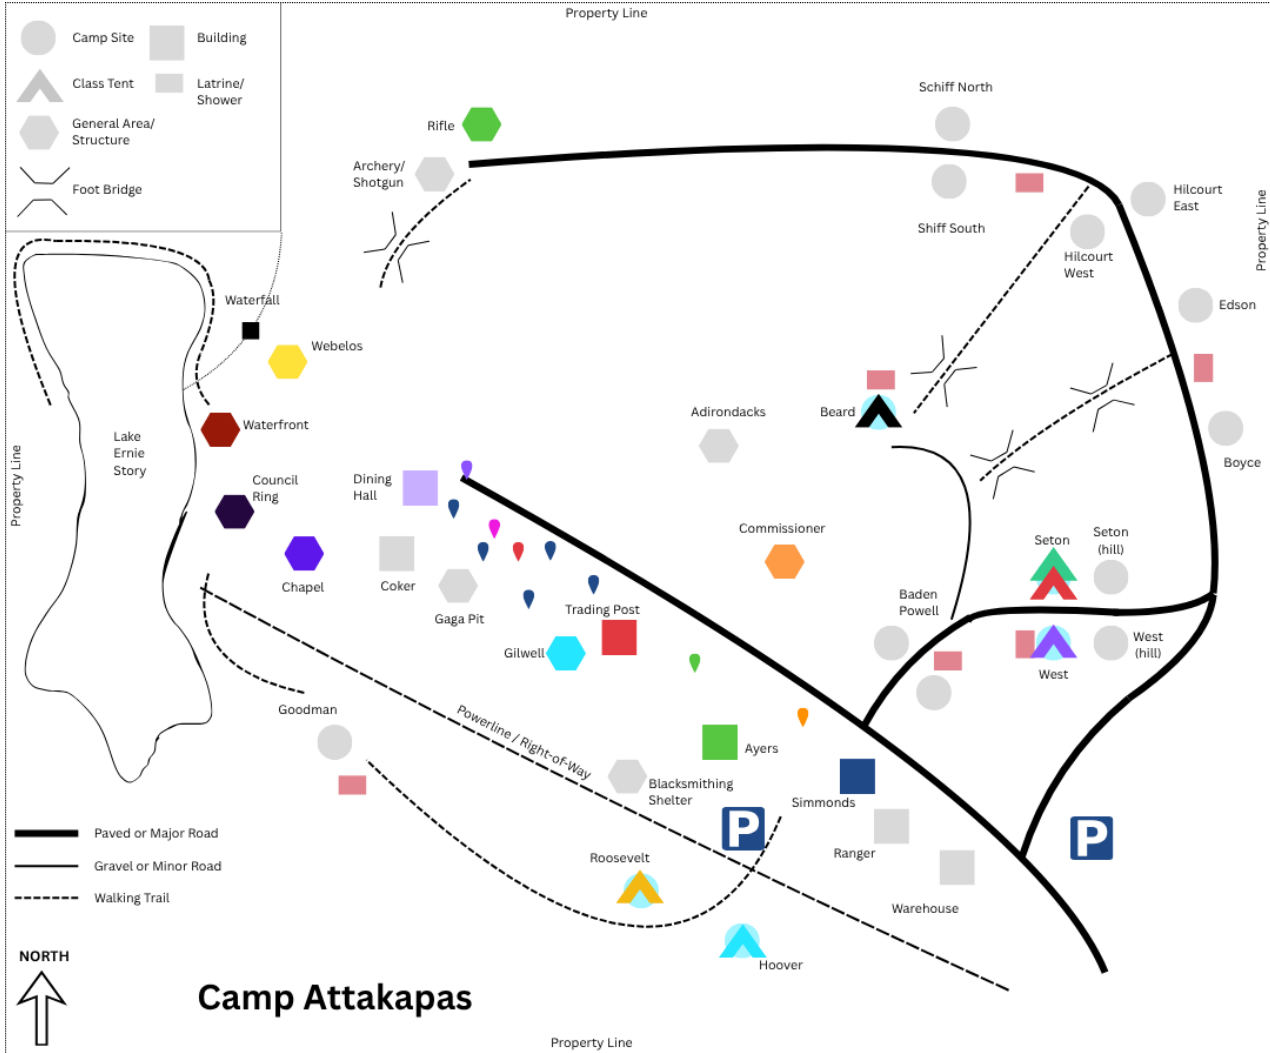 Property Line
Camp Site
Building
Class Tent
Latrine/
Shower
General Area/
Structure
Foot Bridge
Schiff North
Rifle
Archery/
Shotgun
Shiff South
Hilcourt
East
Hilcourt
West
Property Line
Edson
Waterfall
Webelos
Waterfront
Lake
Ernie
Story
Property Line
Council
Ring
Dining
Hall
Adirondacks
Beard
Boyce
Commissioner
Seton
Seton
(hill)
Chapel
Coker
Gaga Pit
Trading Post
Gilwell
Baden
Powell
West
(hill)
West
Goodman
Powerline / Right-of-Way
Ayers
Blacksmithing
Shelter
Simmonds
P
P
Ranger
Roosevelt
Warehouse
Hoover
Paved or Major Road
Gravel or Minor Road
Walking Trail
NORTH
Camp Attakapas
Property Line